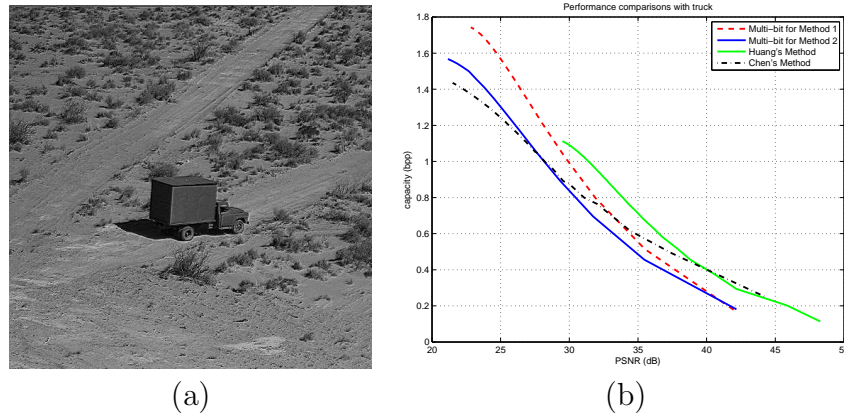 Performance comparisons with truck
Multi-bit for Method 1
Multi-bit for Method 2
Huang's Method
Chen's Method
capacity (bpp)
1.8
1.6
1.4
1.2
1
0.8
0.6
0.4
0.2
0
20 25 30 35 40 45 50
PSNR (dB)
(a) (b)